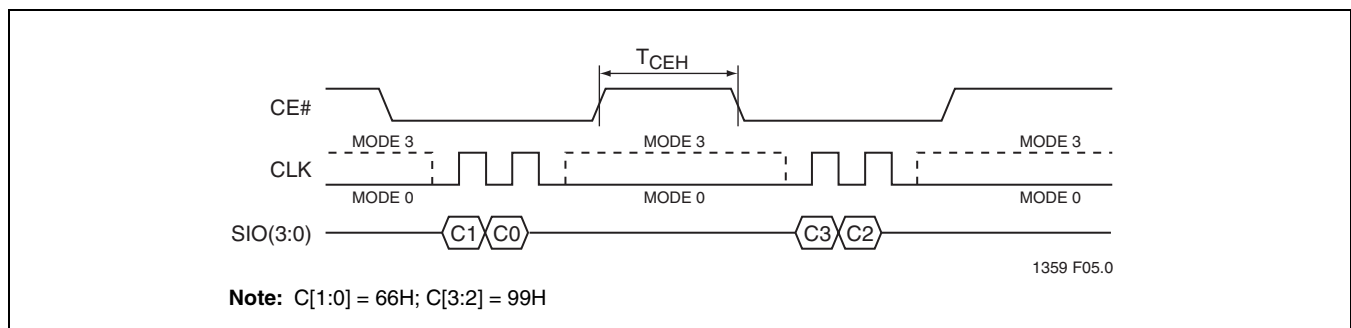 TCEH
CE#
MODE 3 MODE 3 MODE 3
CLK
MODE 0 MODE 0 MODE 0
SIO(3:0) C1 C0 C3 C2
1359 F05.0
Note: C[1:0] = 66H; C[3:2] = 99H